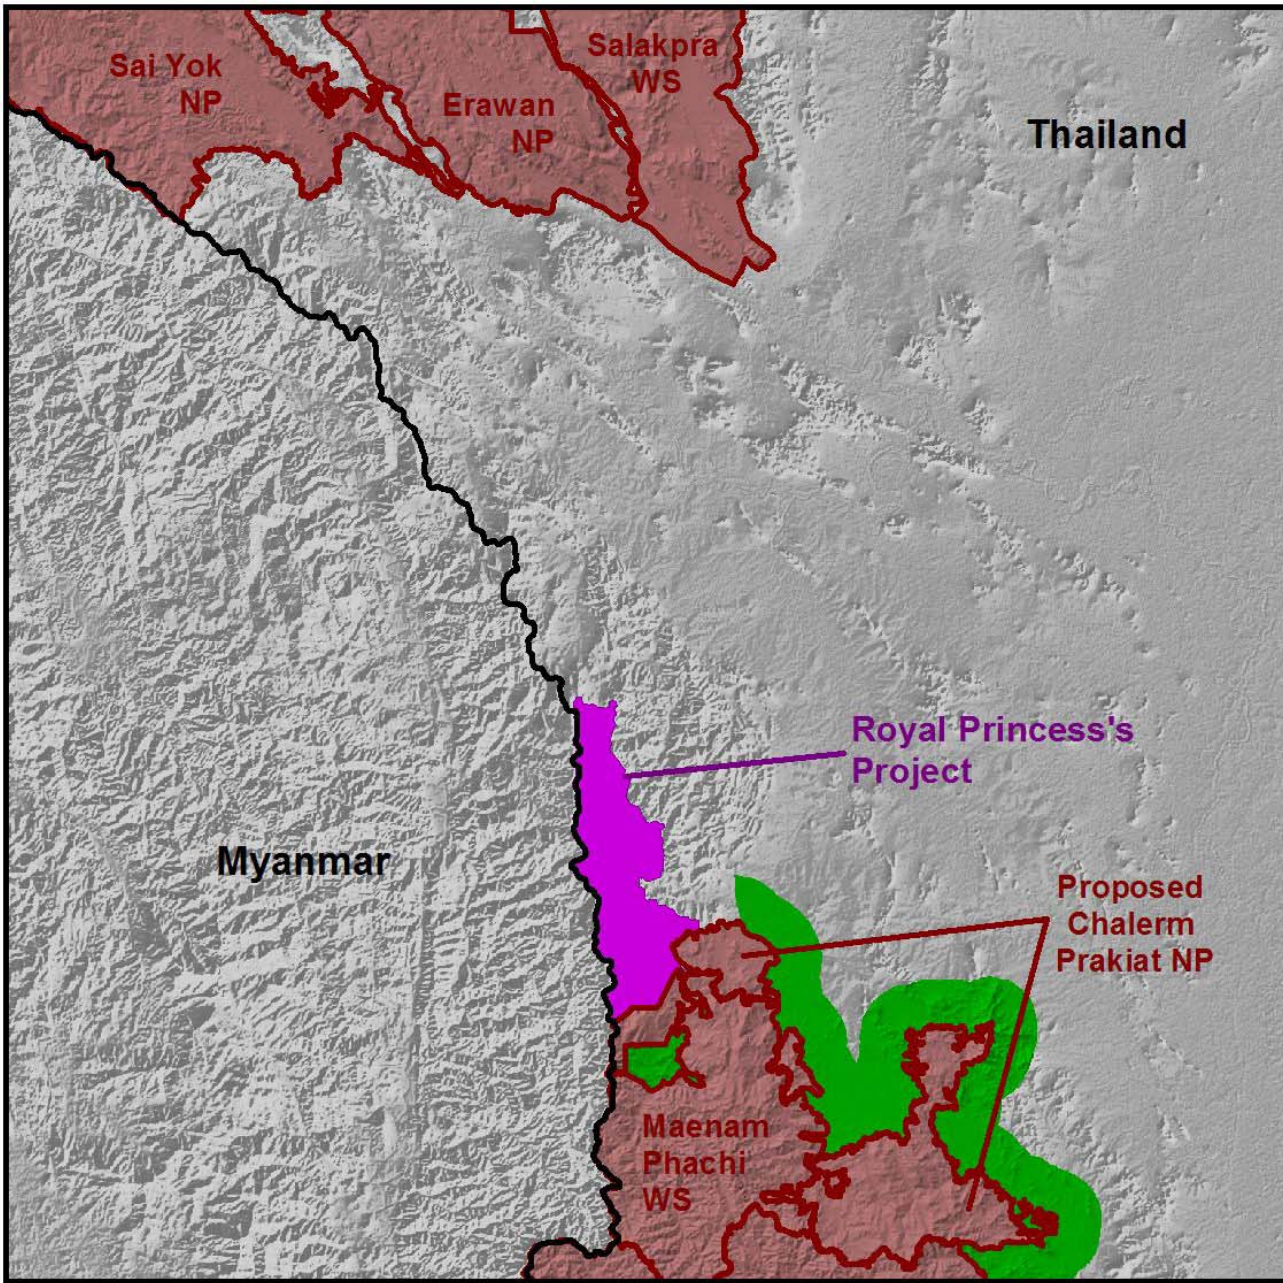 Sai Yok
NP
Erawan
NP
Salakpra
WS
Thailand
Royal Princess's
Project
Myanmar
Proposed
Chalerm
Prakiat NP
Maenam
Phachi
WS